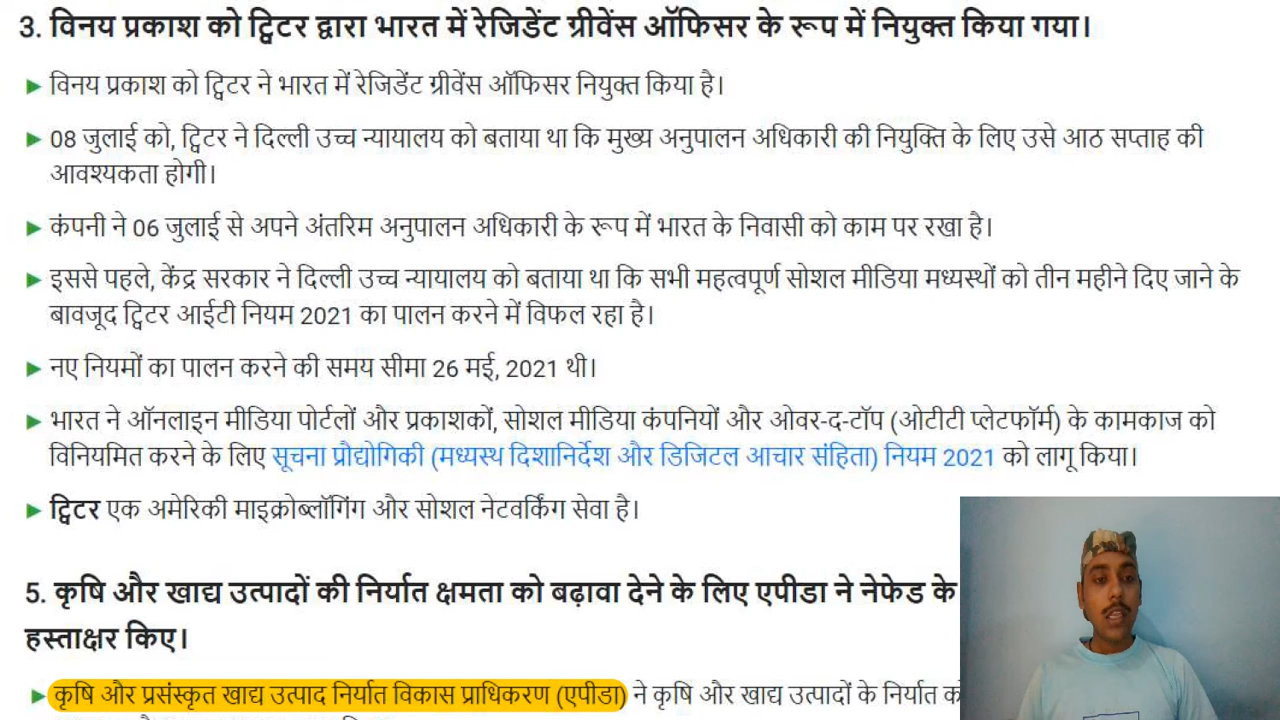 3. विनय प्रकाश को ट्विटर द्वारा भारत में रेजिडेंट ग्रीवेंस ऑफिसर के रूप में नियुक्त किया गया।
► विनय प्रकाश को ट्विटर ने भारत में रेजिडेंट ग्रीवेंस ऑफिसर नियुक्त किया है।
► 08 जुलाई को, ट्विटर ने दिल्ली उच्च न्यायालय को बताया था कि मुख्य अनुपालन अधिकारी की नियुक्ति के लिए उसे आठ सप्ताह की
आवश्यकता होगी।
► कंपनी ने 06 जुलाई से अपने अंतरिम अनुपालन अधिकारी के रूप में भारत के निवासी को काम पर रखा है।
► इससे पहले, केंद्र सरकार ने दिल्ली उच्च न्यायालय को बताया था कि सभी महत्वपूर्ण सोशल मीडिया मध्यस्थों को तीन महीने दिए जाने के
बावजूद ट्विटर आईटी नियम 2021 का पालन करने में विफल रहा है।
► नए नियमों का पालन करने की समय सीमा 26 मई, 2021 थी।
► भारत ने ऑनलाइन मीडिया पोर्टलों और प्रकाशकों, सोशल मीडिया कंपनियों और ओवर-द-टॉप (ओटीटी प्लेटफॉर्म) के कामकाज को
विनियमित करने के लिए सूचना प्रौद्योगिकी (मध्यस्थ दिशानिर्देश और डिजिटल आचार संहिता) नियम 2021 को लागू किया।
► ट्विटर एक अमेरिकी माइक्रोब्लॉगिंग और सोशल नेटवर्किंग सेवा है।
5. कृषि और खाद्य उत्पादों की निर्यात क्षमता को बढ़ावा देने के लिए एपीडा ने नेफेड के
हस्ताक्षर किए।
► कृषि और प्रसंस्कृत खाद्य उत्पाद निर्यात विकास प्राधिकरण (एपीडा) ने कृषि और खाद्य उत्पादों के निर्यात